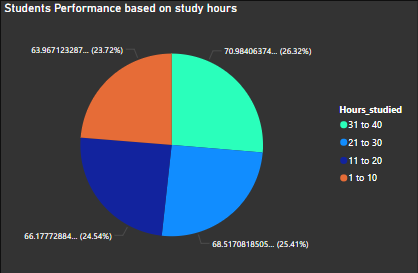 Students Performance based on study hours
63.967123287... (23.72%)
70.98406374... (26.32%)
Hours_studied
31 to 40
21 to 30
11 to 20
1 to 10
66.17772884... (24.54%)
68.5170818505... (25.41%)